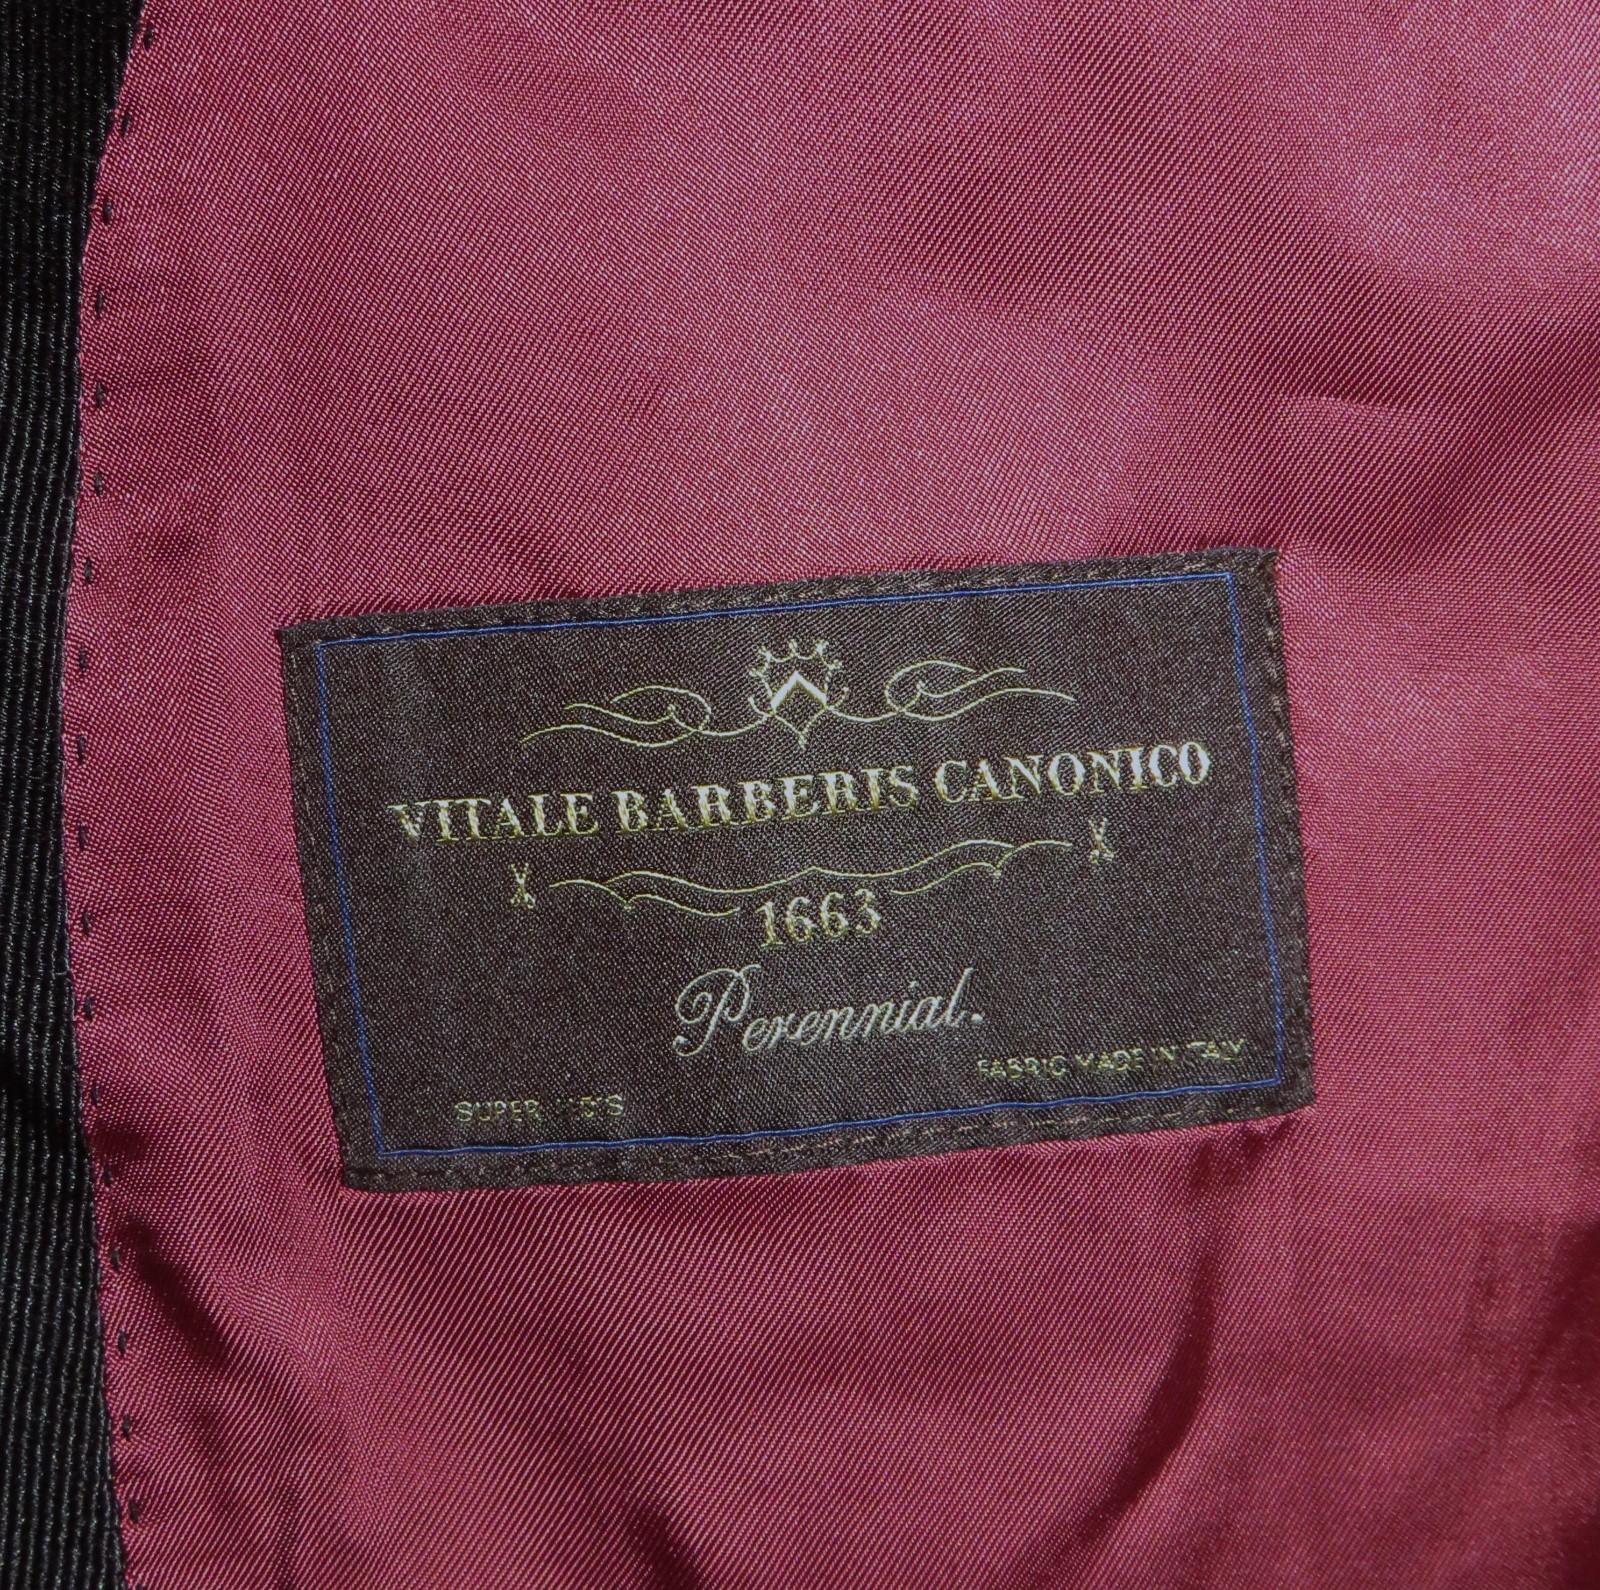 VITALE BARBERIS CANONICO
1663
Perennial.
FABRIC MADE IN ITALY
SUPER